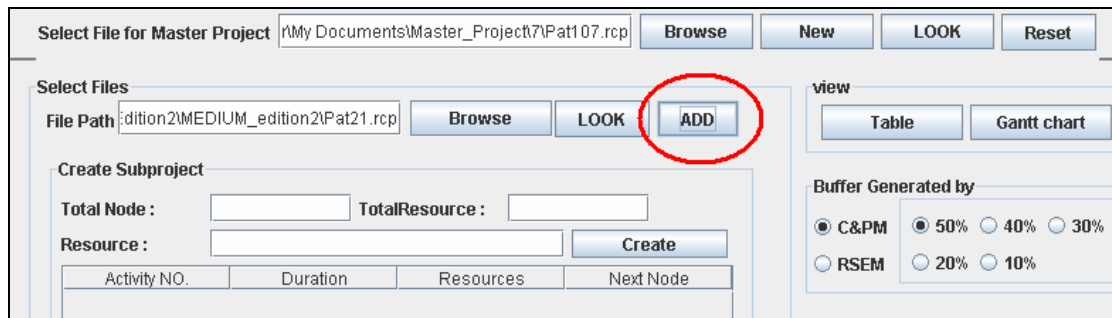 Select File for Master Project r\My Documents\Master_Project\7\Pat107.rcp Browse New LOOK Reset
Select Files
File Path :dition2\MEDIUM_edition2\Pat21.rcp Browse LOOK ADD
Create Subproject
Total Node : TotalResource :
Resource : Create
Activity NO. Duration Resources Next Node
view
Table Gantt chart
Buffer Generated by
C&PM 50% 40% 30%
RSEM 20% 10%